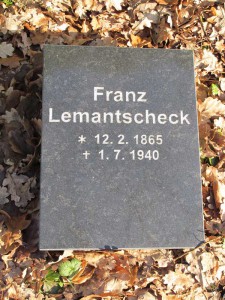 Franz
Lemantscheck
* 12. 2. 1865
✝ 1. 7. 1940